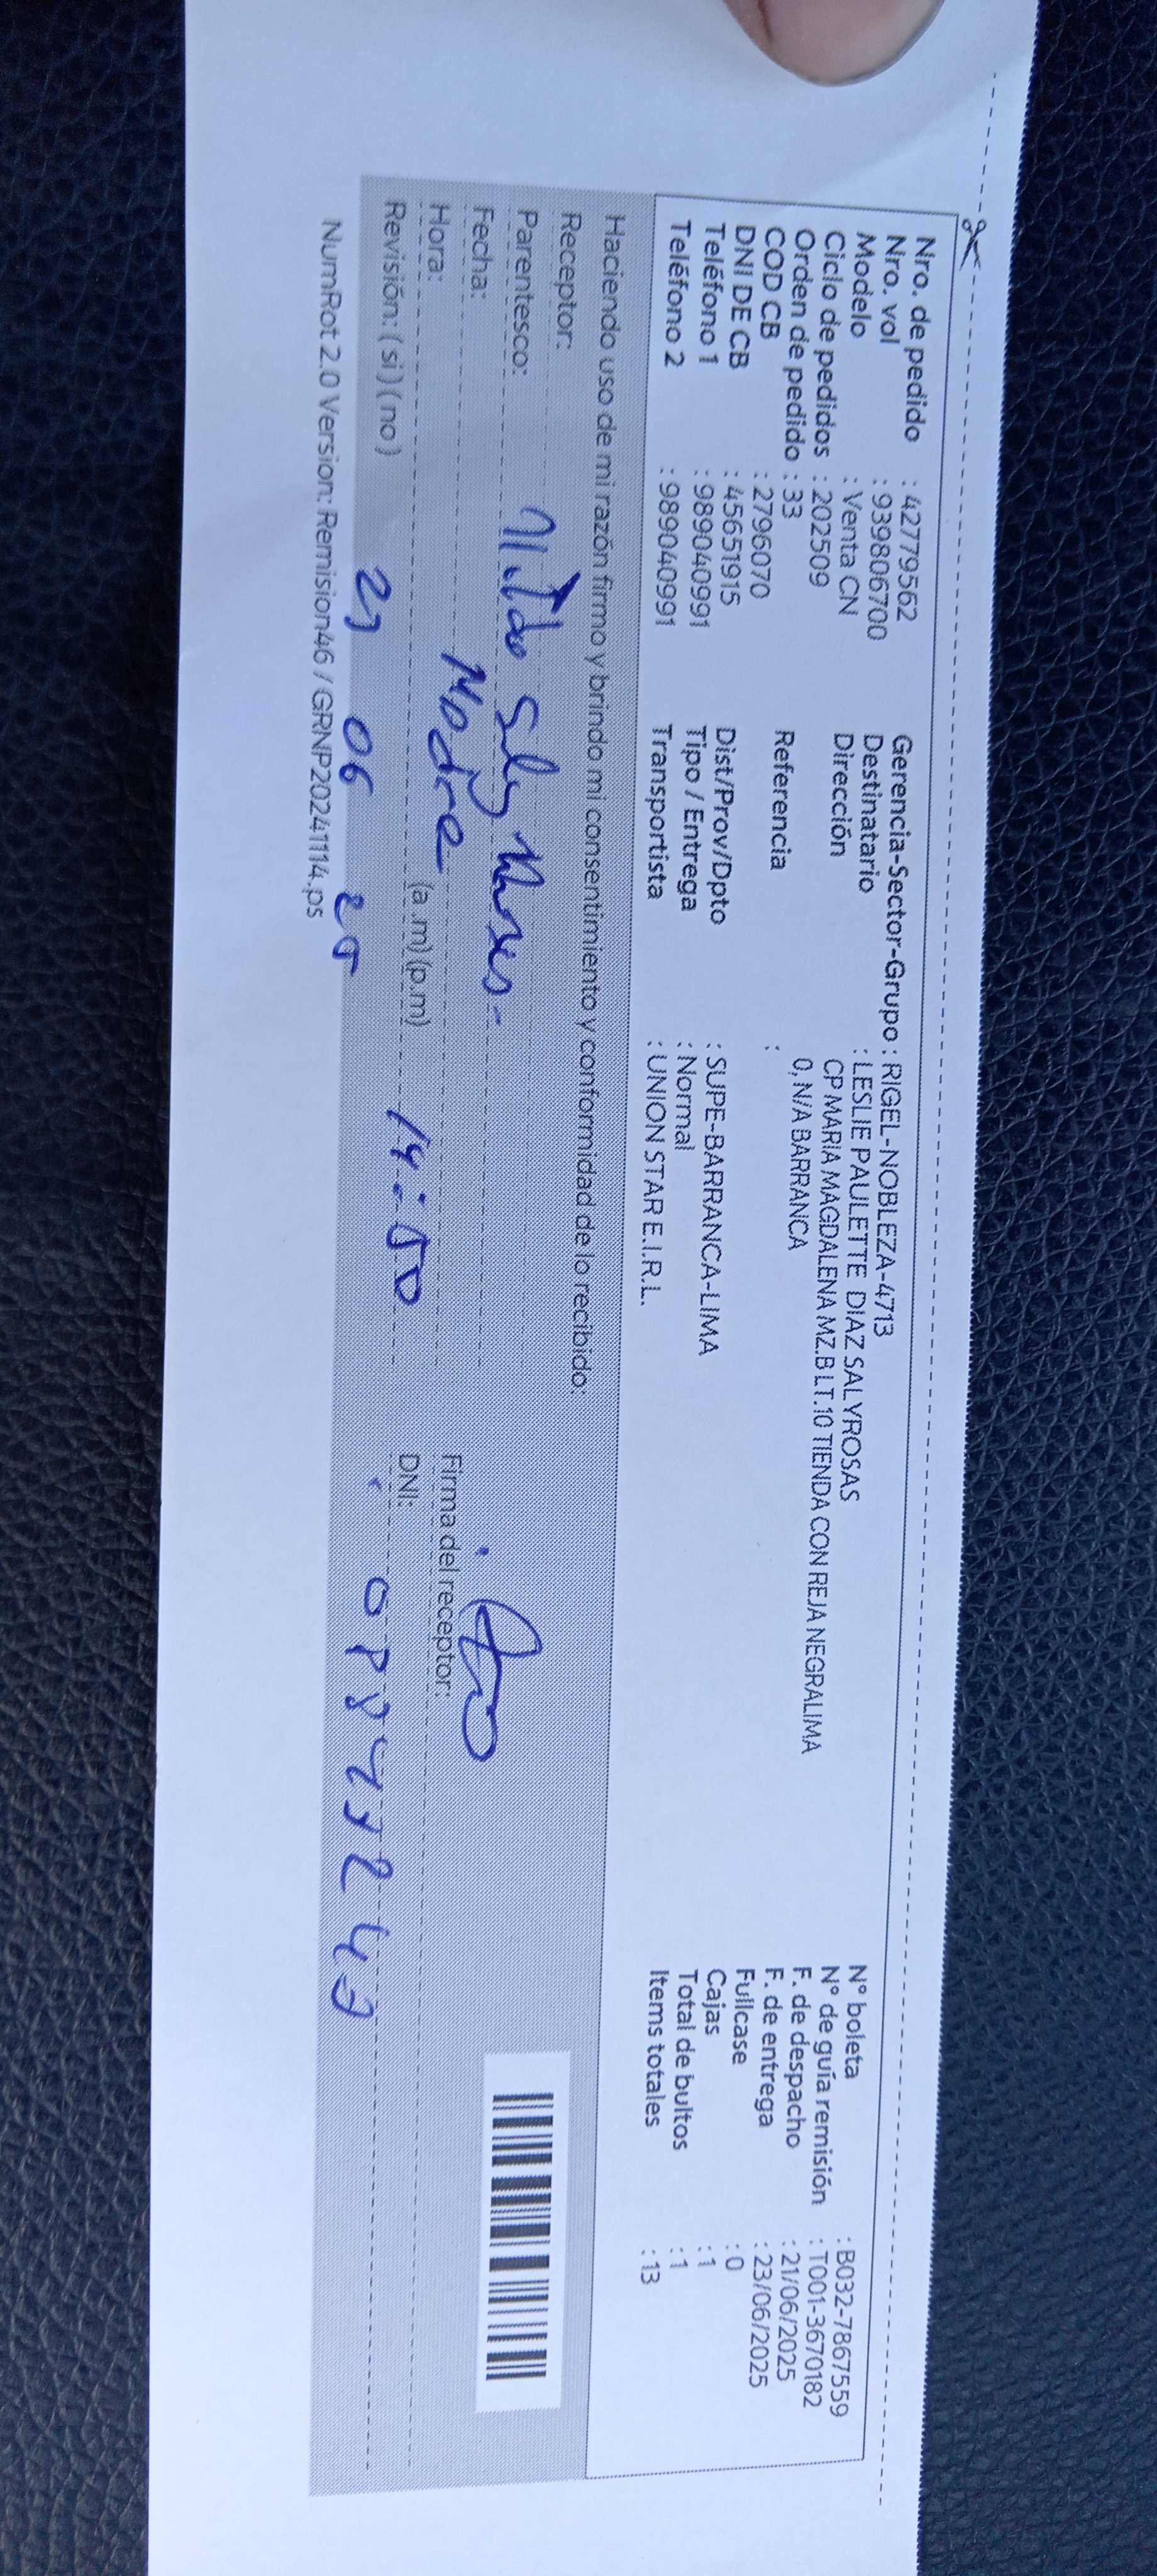 Nro. de pedido : 42779562
Nro. vol : 939806700
Modelo : Venta CN
Ciclo de pedidos : 202509
Orden de pedido : 33
COD CB : 2796070
DNI DE CB : 45651915
Teléfono 1 : 989040991
Teléfono 2 : 989040991
Gerencia-Sector-Grupo : RIGEL-NOBLEZA-4713
Destinatario : LESLIE PAULETTE DIAZ SALYROSAS
Dirección CP MARIA MAGDALENA MZ.B LT.10 TIENDA CON REJA NEGRALIMA
0, N/A BARRANCA
Referencia :
Dist/Prov/Dpto : SUPE-BARRANCA-LIMA
Tipo / Entrega : Normal
Transportista : UNION STAR E.I.R.L.
N° boleta : B032-7867559
N° de guía remisión : T001-3670182
F. de despacho : 21/06/2025
F. de entrega : 23/06/2025
Fullcase : 0
Cajas : 1
Total de bultos : 1
Items totales : 13
Haciendo uso de mi razón firmo y brindo mi consentimiento y conformidad de lo recibido:
Receptor:
Parentesco: Madre
Fecha: 06 25
Hora: (a.m) (p.m) 14:50
Revisión: (si) (no)
Firma del receptor:
DNI:
NumRot 2.0 Version: Remision46 / GRNP20241114.ps